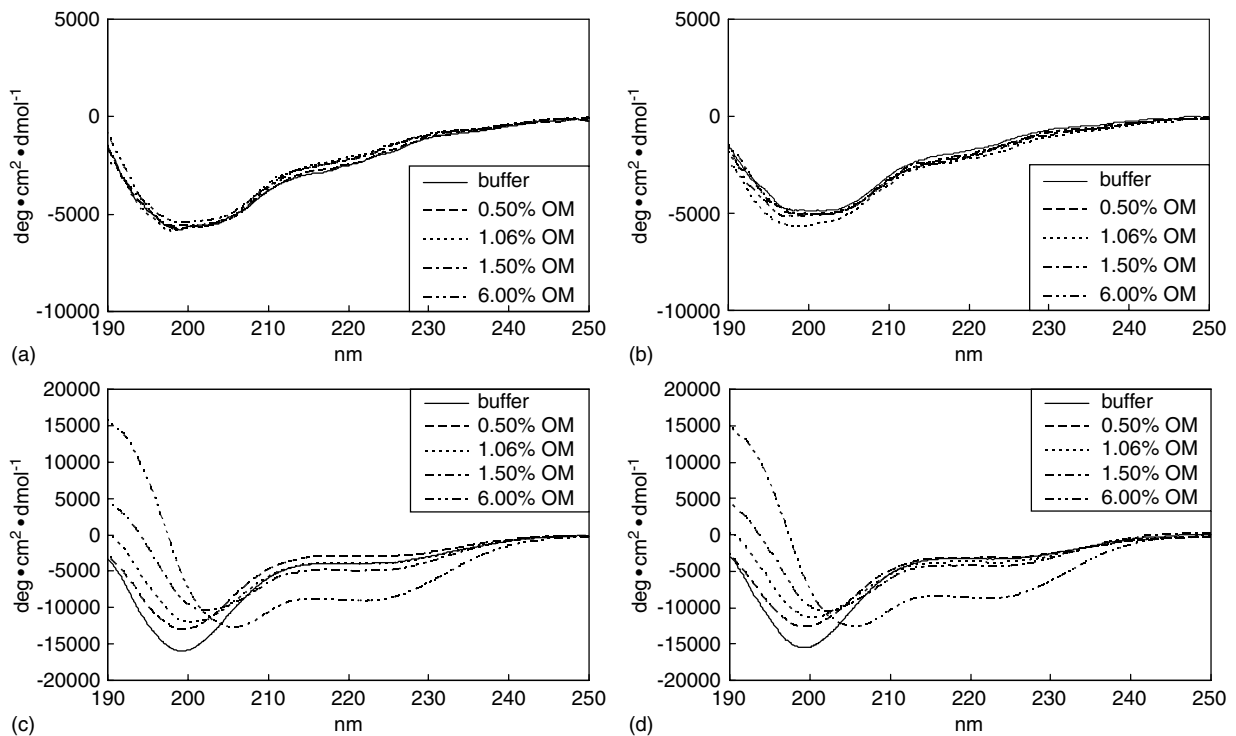 5000
0
-5000
-10000
deg•cm²•dmol⁻¹
190 200 210 220 230 240 250
nm
buffer
0.50% OM
1.06% OM
1.50% OM
6.00% OM
(a)
5000
0
-5000
-10000
deg•cm²•dmol⁻¹
190 200 210 220 230 240 250
nm
buffer
0.50% OM
1.06% OM
1.50% OM
6.00% OM
(b)
20000
15000
10000
5000
0
-5000
-10000
-15000
-20000
deg•cm²•dmol⁻¹
190 200 210 220 230 240 250
nm
buffer
0.50% OM
1.06% OM
1.50% OM
6.00% OM
(c)
20000
15000
10000
5000
0
-5000
-10000
-15000
-20000
deg•cm²•dmol⁻¹
190 200 210 220 230 240 250
nm
buffer
0.50% OM
1.06% OM
1.50% OM
6.00% OM
(d)